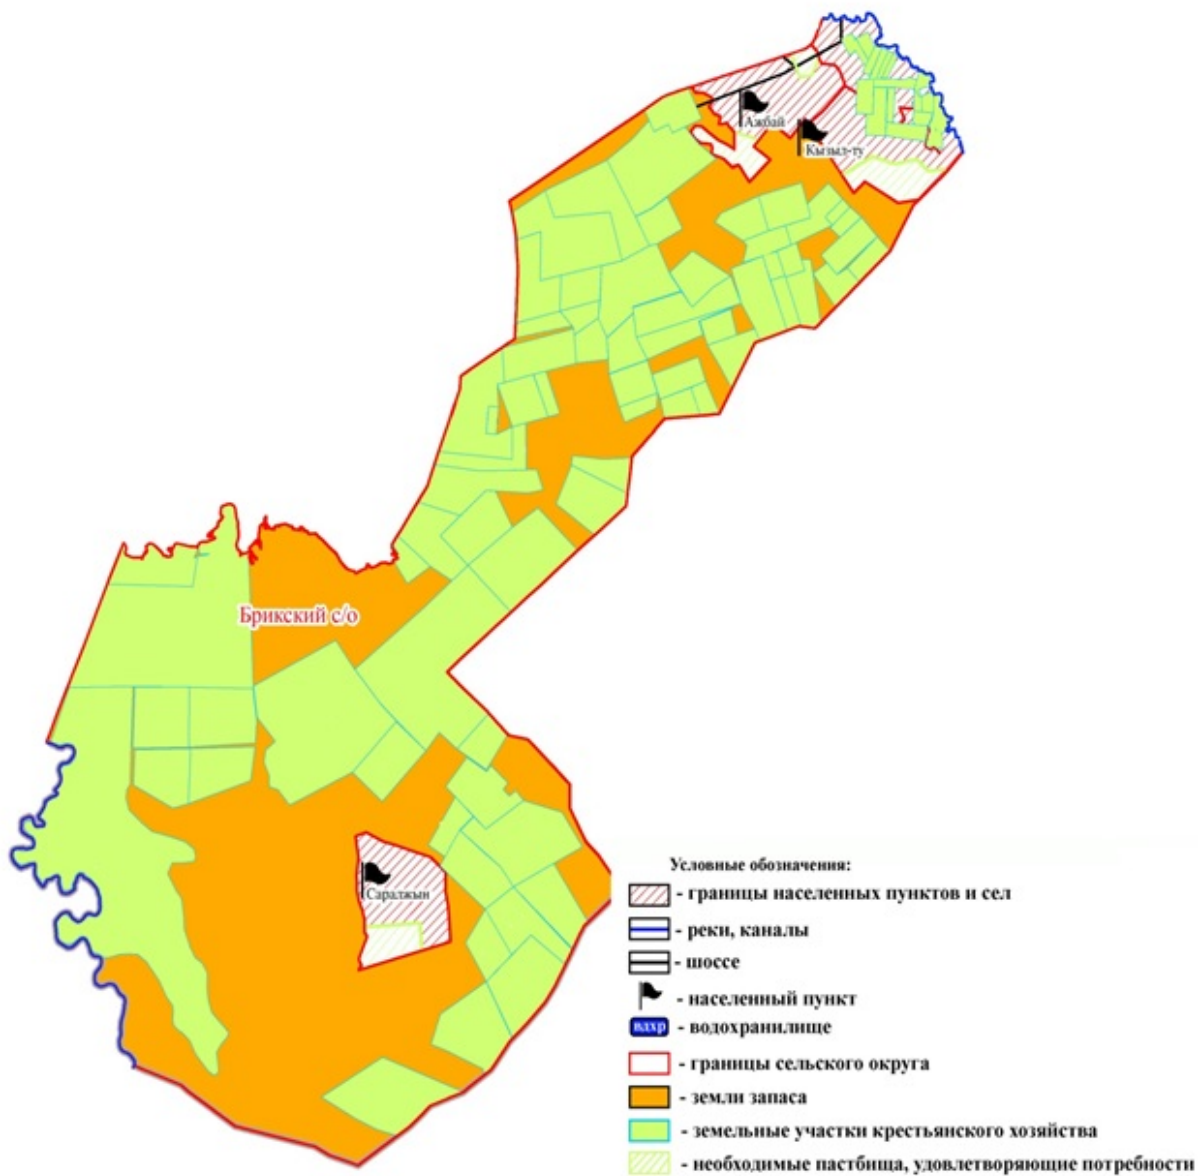 Ажбай
Кызыл-ту
Брикский с/о
Саралжын
Условные обозначения:
- границы населенных пунктов и сел
- реки, каналы
- шоссе
- населенный пункт
вдхр - водохранилище
- границы сельского округа
- земли запаса
- земельные участки крестьянского хозяйства
- необходимые пастбища, удовлетворяющие потребности